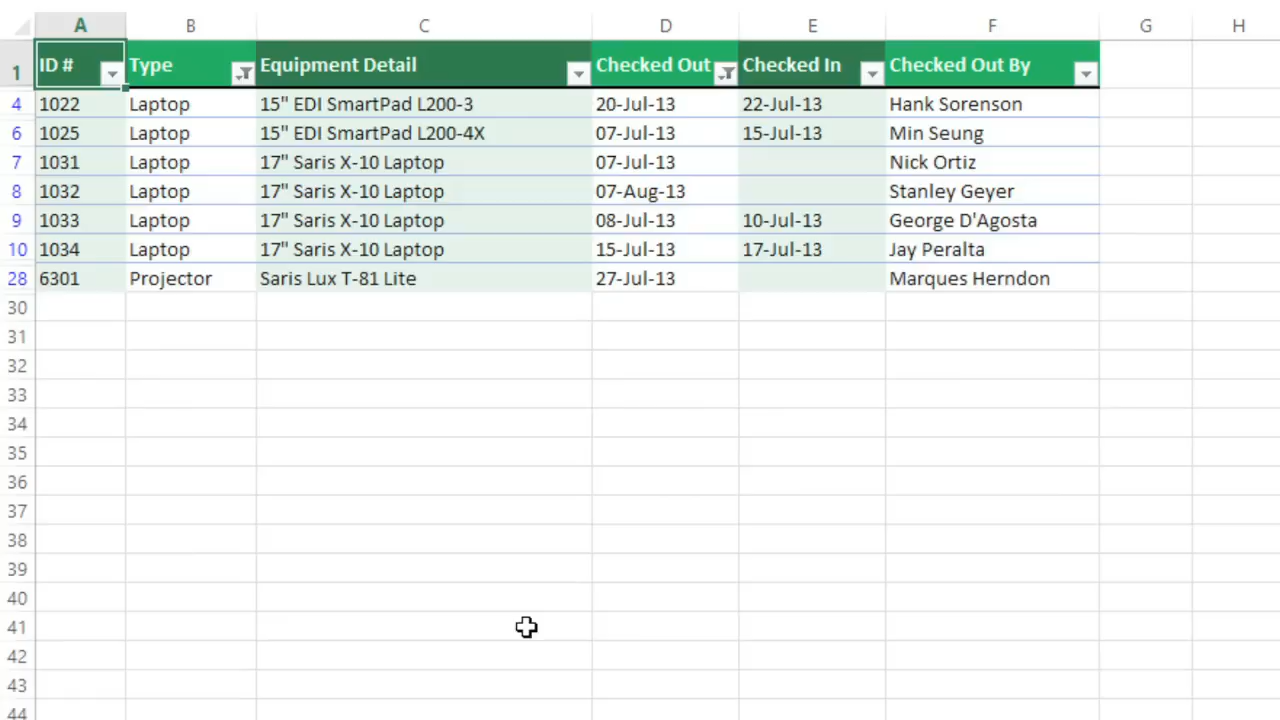 A B C D E F G H
1 ID # Type Equipment Detail Checked Out Checked In Checked Out By
4 1022 Laptop 15" EDI SmartPad L200-3 20-Jul-13 22-Jul-13 Hank Sorenson
6 1025 Laptop 15" EDI SmartPad L200-4X 07-Jul-13 15-Jul-13 Min Seung
7 1031 Laptop 17" Saris X-10 Laptop 07-Jul-13 Nick Ortiz
8 1032 Laptop 17" Saris X-10 Laptop 07-Aug-13 Stanley Geyer
9 1033 Laptop 17" Saris X-10 Laptop 08-Jul-13 10-Jul-13 George D'Agosta
10 1034 Laptop 17" Saris X-10 Laptop 15-Jul-13 17-Jul-13 Jay Peralta
28 6301 Projector Saris Lux T-81 Lite 27-Jul-13 Marques Herndon
30
31
32
33
34
35
36
37
38
39
40
41
42
43
44